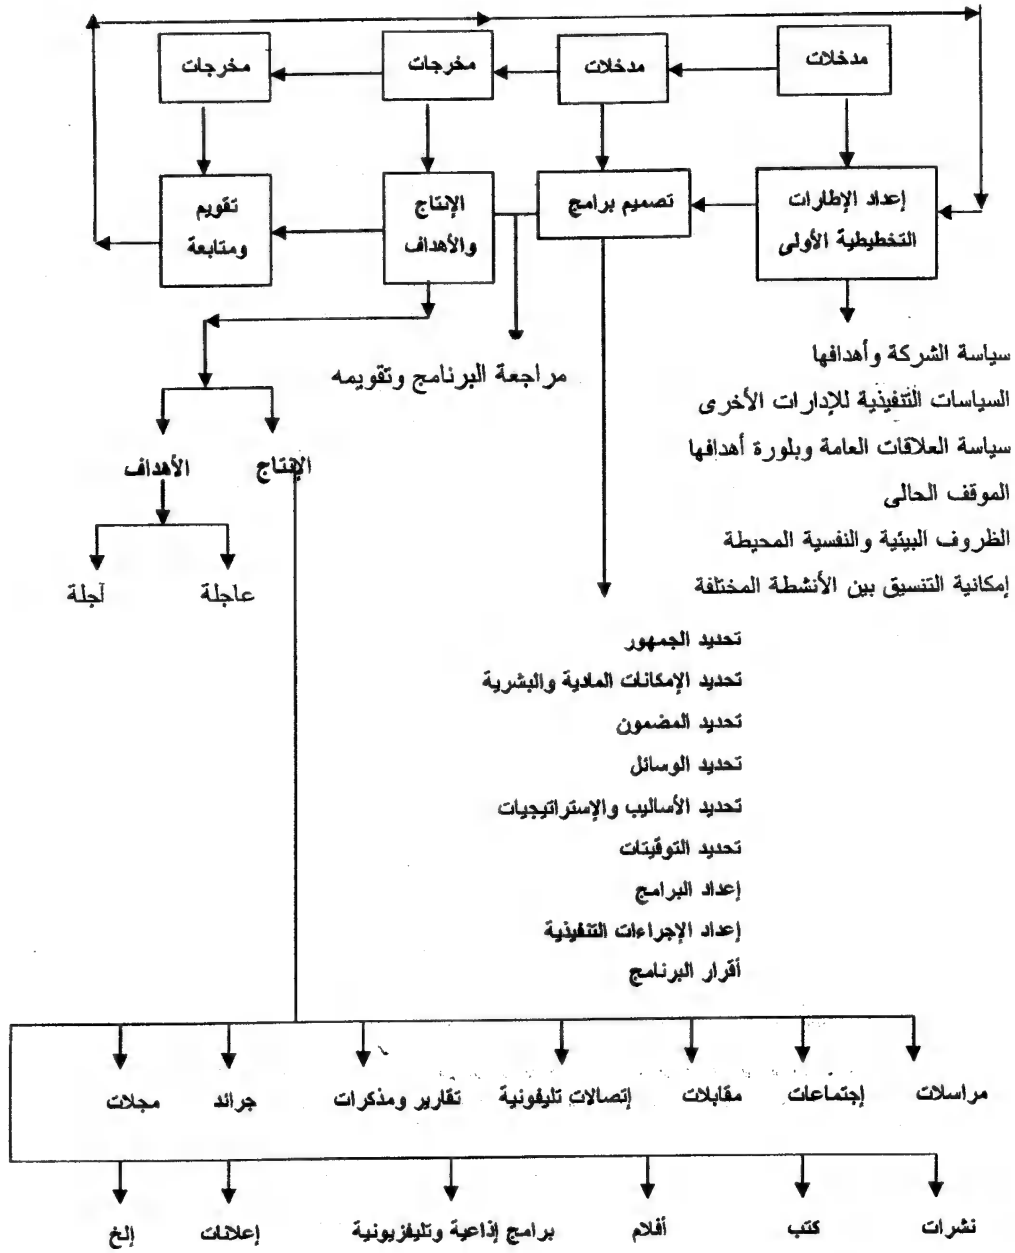 مدخلات
مدخلات
مخرجات
مخرجات
إعداد الإطارات
التخطيطية الأولى
تصميم برامج
الإنتاج
والأهداف
تقويم
ومتابعة
سياسة الشركة وأهدافها
السياسات التنفيذية للإدارات الأخرى
سياسة العلاقات العامة وبلورة أهدافها
الموقف الحالى
الظروف البيئية والنفسية المحيطة
إمكانية التنسيق بين الأنشطة المختلفة
مراجعة البرنامج وتقويمه
الإنتاج
الأهداف
عاجلة
آجلة
تحديد الجمهور
تحديد الإمكانات المادية والبشرية
تحديد المضمون
تحديد الوسائل
تحديد الأساليب والإستراتيجيات
تحديد التوقيتات
إعداد البرامج
إعداد الإجراءات التنفيذية
أقرار البرنامج
مراسلات
إجتماعات
مقابلات
إتصالات تليفونية
تقارير ومذكرات
جرائد
مجلات
نشرات
كتب
أفلام
برامج إذاعية وتليفزيونية
إعلانات
إلخ